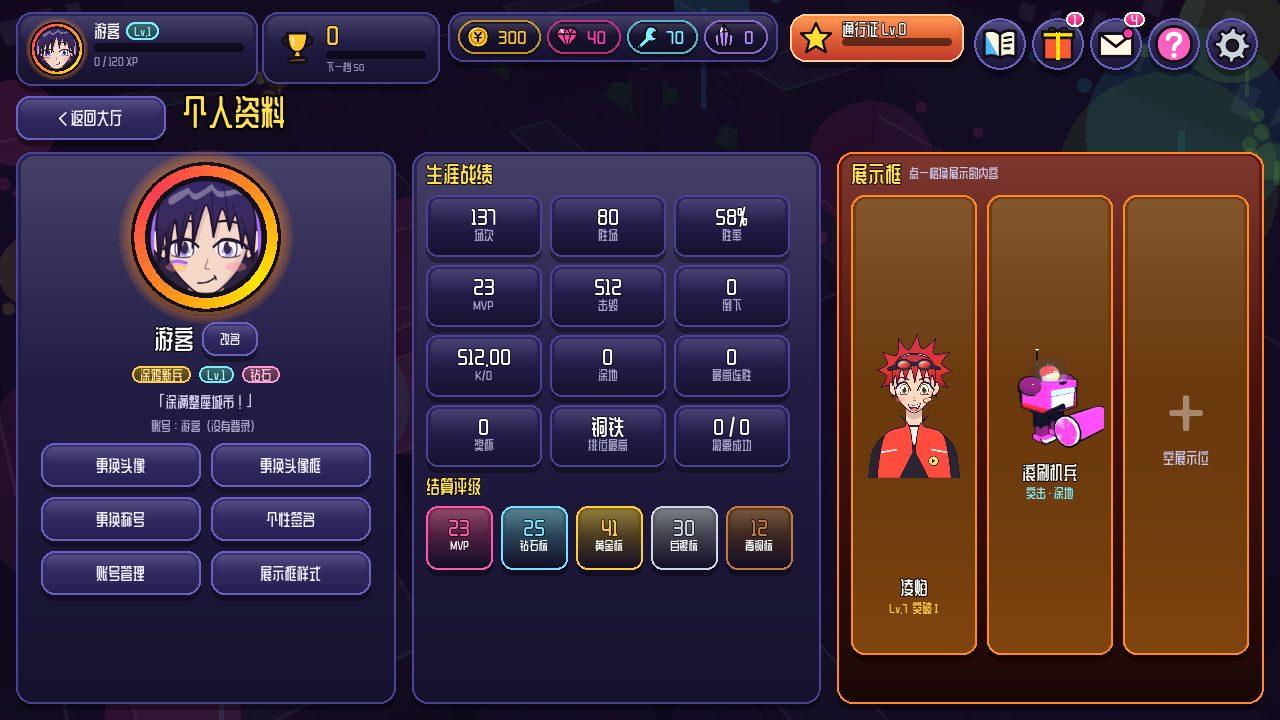 游客 Lv.1
0 / 120 XP
0
下一档 50
300
40
70
0
通行证 Lv.0
1
4
?
< 返回大厅
个人资料
游客
改名
涂鸦新兵
Lv.1
钻石
「涂满整座城市！」
账号：游客（没有登录）
更换头像
更换头像框
更换称号
个性签名
账号管理
展示框样式
生涯战绩
137
场次
80
胜场
58%
胜率
23
MVP
512
击毁
0
倒下
512.00
K/D
0
涂地
0
最高连胜
0
奖杯
铜铁
排位最高
0 / 0
揭幕成功
结算评级
23
MVP
25
钻石标
41
黄金标
30
白银标
12
青铜标
展示框 点一格换展示的内容
凌焰
Lv.7 突破 I
滚刷机兵
突击 · 涂地
空展示位